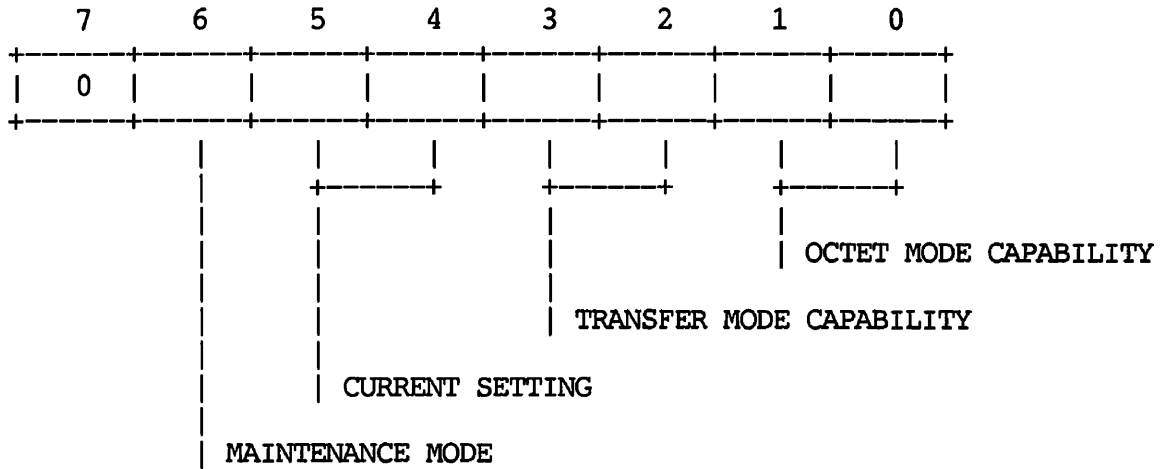 7 6 5 4 3 2 1 0
0
OCTET MODE CAPABILITY
TRANSFER MODE CAPABILITY
CURRENT SETTING
MAINTENANCE MODE